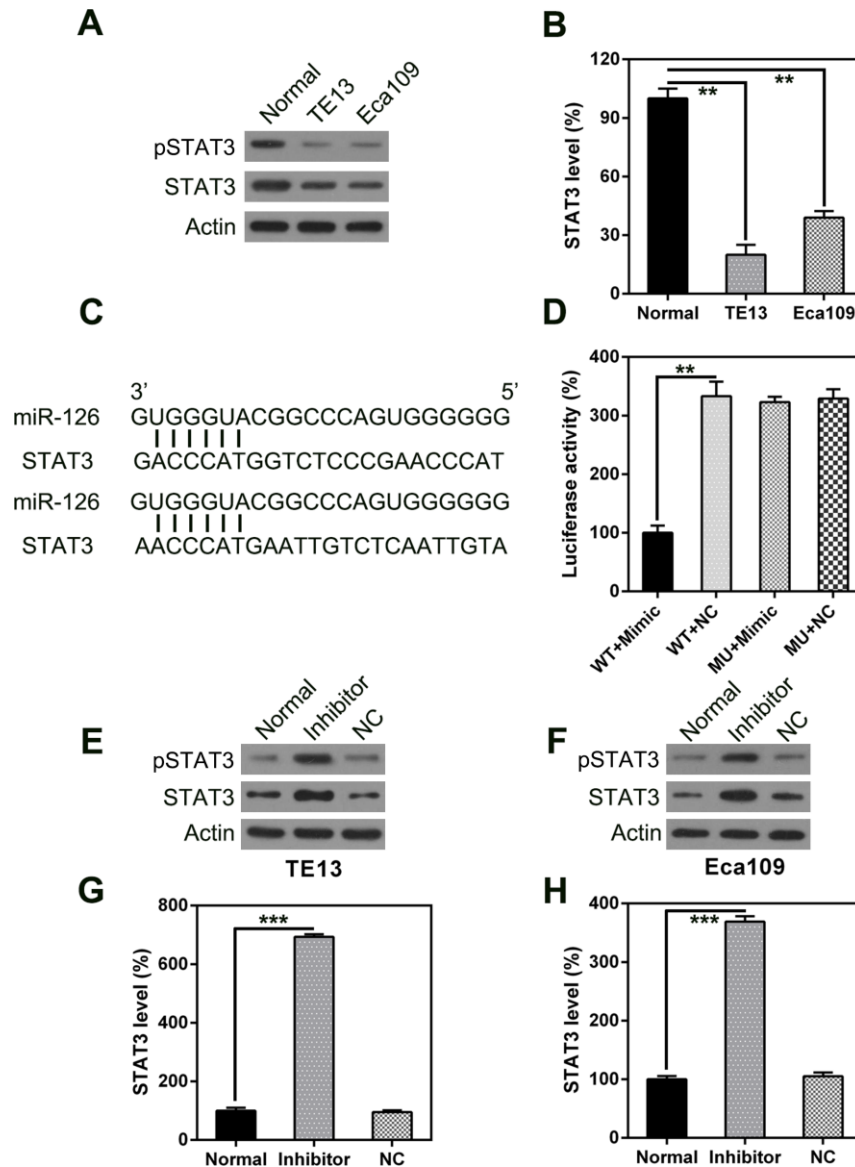 A
Normal TE13 Eca109
pSTAT3
STAT3
Actin
B
STAT3 level (%)
120
90
60
30
0
**
**
Normal TE13 Eca109
C
3’ 5’
miR-126 GUGGGUACGGCCCAGUGGGGGG
STAT3 GACCCATGGTCTCCCGAACCCAT
miR-126 GUGGGUACGGCCCAGUGGGGGG
STAT3 AACCCATGAATTGTCTCAATTGTA
D
Luciferase activity (%)
400
300
200
100
0
**
WT+Mimic WT+NC MU+Mimic MU+NC
E
Normal Inhibitor NC
pSTAT3
STAT3
Actin
TE13
F
Normal Inhibitor NC
pSTAT3
STAT3
Actin
Eca109
G
STAT3 level (%)
800
600
400
200
0
***
Normal Inhibitor NC
H
STAT3 level (%)
400
300
200
100
0
***
Normal Inhibitor NC